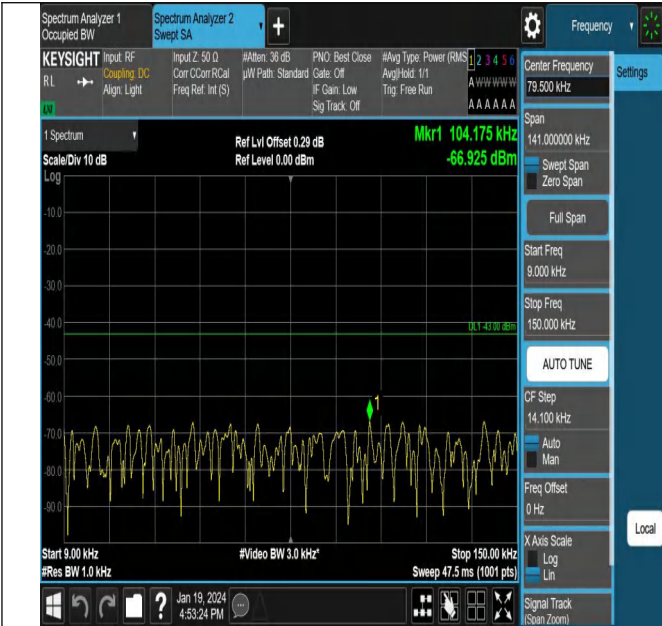 Spectrum Analyzer 1
Occupied BW
Spectrum Analyzer 2
Swept SA
+
Frequency
KEYSIGHT
RL
Input: RF
Coupling: DC
Align: Light
Input Z: 50 Ω
Corr CCorr RCal
Freq Ref: Int (S)
#Atten: 36 dB
µW Path: Standard
PNO: Best Close
Gate: Off
IF Gain: Low
Sig Track: Off
#Avg Type: Power (RMS
Avg|Hold: 1/1
Trig: Free Run
1 2 3 4 5 6
A W W W W W
A A A A A A
1 Spectrum
Scale/Div 10 dB
Ref Lvl Offset 0.29 dB
Ref Level 0.00 dBm
Mkr1 104.175 kHz
-66.925 dBm
Log
-10.0
-20.0
-30.0
-40.0
DL1 -43.00 dBm
-50.0
-60.0
1
-70.0
-80.0
-90.0
Start 9.00 kHz
#Video BW 3.0 kHz*
Stop 150.00 kHz
#Res BW 1.0 kHz
Sweep 47.5 ms (1001 pts)
?
Jan 19, 2024
4:53:24 PM
Center Frequency
79.500 kHz
Settings
Span
141.000000 kHz
Swept Span
Zero Span
Full Span
Start Freq
9.000 kHz
Stop Freq
150.000 kHz
AUTO TUNE
CF Step
14.100 kHz
Auto
Man
Freq Offset
0 Hz
Local
X Axis Scale
Log
Lin
Signal Track
(Span Zoom)